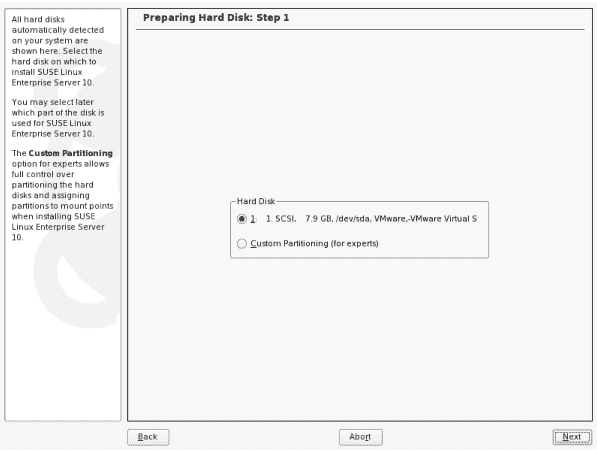 All hard disks
automatically detected
on your system are
shown here. Select the
hard disk on which to
install SUSE Linux
Enterprise Server 10.
You may select later
which part of the disk is
used for SUSE Linux
Enterprise Server 10.
The Custom Partitioning
option for experts allows
full control over
partitioning the hard
disks and assigning
partitions to mount points
when installing SUSE
Linux Enterprise Server
10.
Preparing Hard Disk: Step 1
Hard Disk
1: 1. SCSI, 7.9 GB, /dev/sda, VMware,-VMware Virtual S
Custom Partitioning (for experts)
Back
Abort
Next